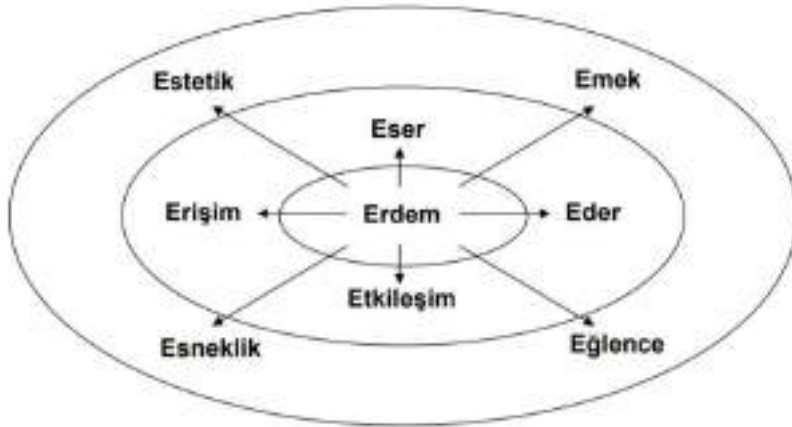 Estetik
Emek
Eser
Erişim
Erdem
Eder
Etkileşim
Esneklik
Eğlence